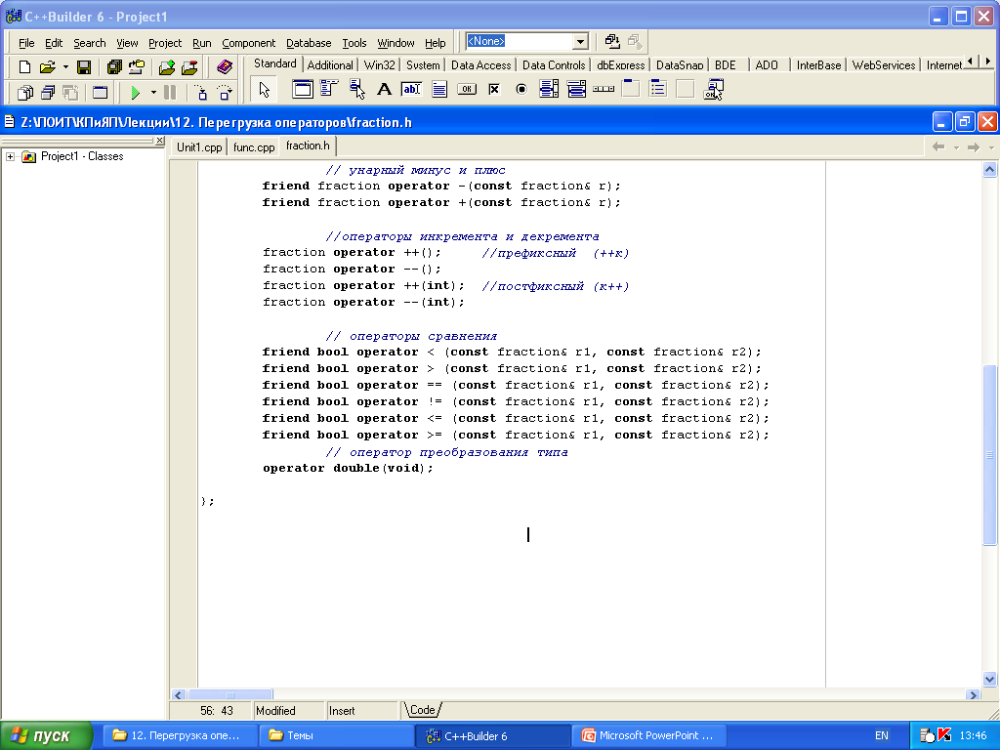 C++Builder 6 - Project1
File Edit Search View Project Run Component Database Tools Window Help <None>
Standard Additional Win32 System Data Access Data Controls dbExpress DataSnap BDE ADO InterBase WebServices Internet
Z:\ПОИТ\КПиЯП\Лекции\12. Перегрузка операторов\fraction.h
Project1 - Classes
Unit1.cpp func.cpp fraction.h
// унарный минус и плюс
friend fraction operator -(const fraction& r);
friend fraction operator +(const fraction& r);
//операторы инкремента и декремента
fraction operator ++(); //префиксный (++к)
fraction operator --();
fraction operator ++(int); //постфиксный (к++)
fraction operator --(int);
// операторы сравнения
friend bool operator < (const fraction& r1, const fraction& r2);
friend bool operator > (const fraction& r1, const fraction& r2);
friend bool operator == (const fraction& r1, const fraction& r2);
friend bool operator != (const fraction& r1, const fraction& r2);
friend bool operator <= (const fraction& r1, const fraction& r2);
friend bool operator >= (const fraction& r1, const fraction& r2);
// оператор преобразования типа
operator double(void);
};
56: 43 Modified Insert Code
пуск 12. Перегрузка опе... Темы C++Builder 6 Microsoft PowerPoint ... EN 13:46